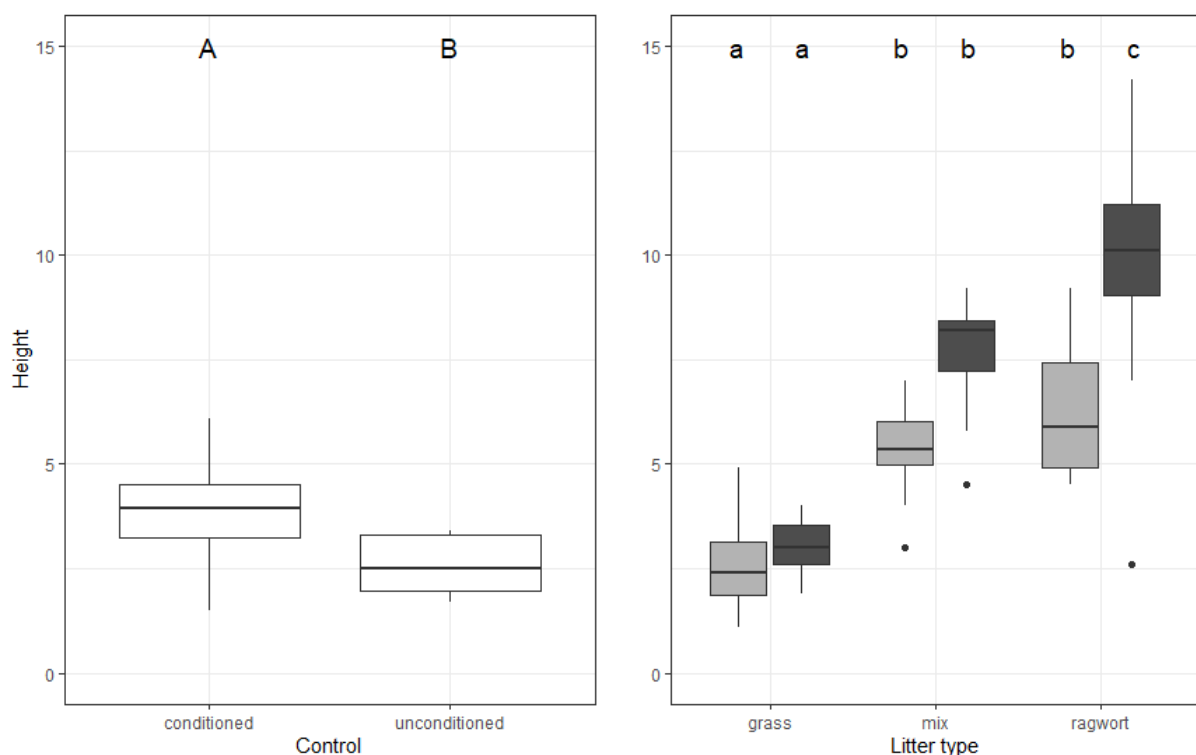 A B
15
10
5
0
Height
conditioned unconditioned
Control
a a b b b c
15
10
5
0
grass mix ragwort
Litter type